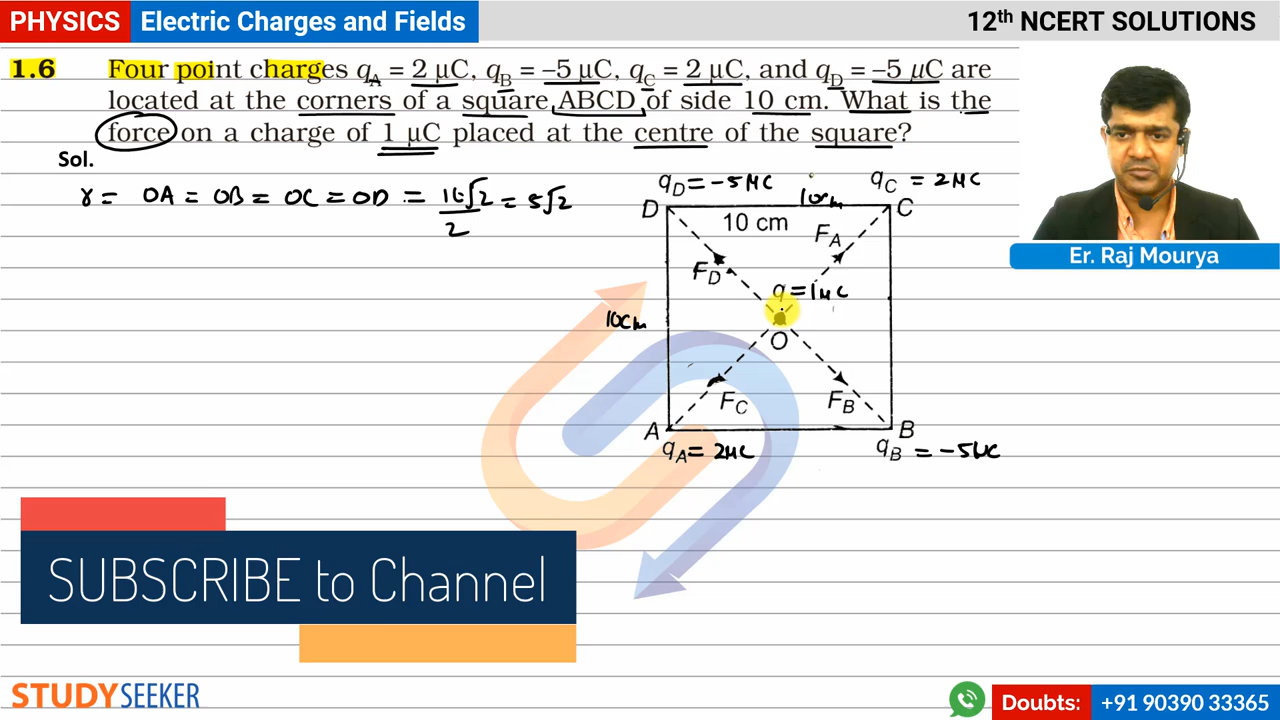 PHYSICS Electric Charges and Fields
12th NCERT SOLUTIONS
1.6 Four point charges qA = 2 μC, qB = –5 μC, qC = 2 μC, and qD = –5 μC are
located at the corners of a square ABCD of side 10 cm. What is the
force on a charge of 1 μC placed at the centre of the square?
Sol.
r = OA = OB = OC = OD = 10√2/2 = 5√2
qD = -5μC
qC = 2μC
D
10cm
C
10 cm
FA
FD
q=1μC
10cm
O
FC
FB
A
B
qA = 2μC
qB = -5μC
Er. Raj Mourya
SUBSCRIBE to Channel
STUDYSEEKER
Doubts: +91 90390 33365